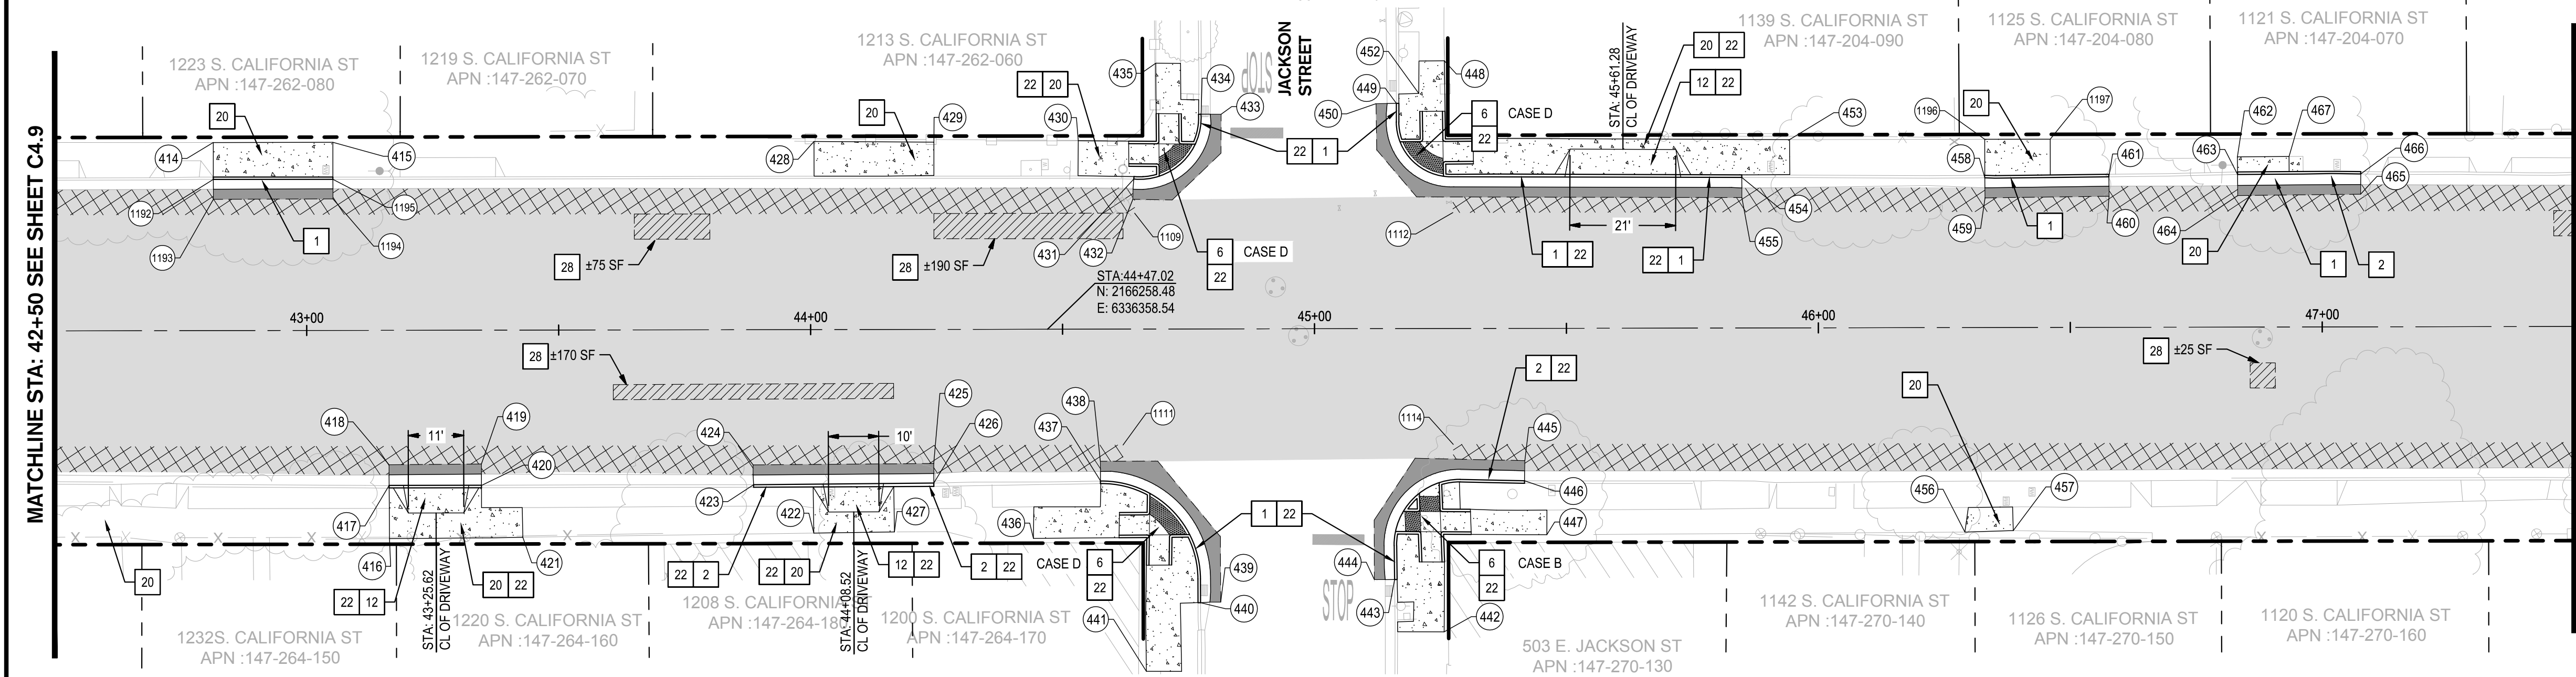 MATCHLINE STA: 42+50 SEE SHEET C4.9
1223 S. CALIFORNIA ST
APN :147-262-080
1219 S. CALIFORNIA ST
APN :147-262-070
1213 S. CALIFORNIA ST
APN :147-262-060
JACKSON
STREET
STOP
1139 S. CALIFORNIA ST
APN :147-204-090
1125 S. CALIFORNIA ST
APN :147-204-080
1121 S. CALIFORNIA ST
APN :147-204-070
20
414
415
1192
1193
1195
1194
1
20
428
429
22 20
430
435
434
433
431
432
1109
22 1
6 CASE D
22
452
448
449
450
6 CASE D
22
STA: 45+61.28
CL OF DRIVEWAY
20 22
12 22
453
454
455
1112
21'
1 22
22 1
1196
20
1197
458
461
459
460
1
462
467
463
466
465
464
20
1
2
28 ±75 SF
28 ±190 SF
STA:44+47.02
N: 2166258.48
E: 6336358.54
43+00
44+00
45+00
46+00
47+00
28 ±170 SF
28 ±25 SF
418
11'
419
420
417
416
421
20
22 12
STA: 43+25.62
CL OF DRIVEWAY
20 22
424
10'
425
426
423
422
427
22 2
22 20
STA: 44+08.52
CL OF DRIVEWAY
12 22
2 22
438
437
1111
436
CASE D 6
22
439
440
441
1 22
1114
2 22
445
446
447
444
443
442
6 CASE B
22
STOP
20
456
457
1232S. CALIFORNIA ST
APN :147-264-150
1220 S. CALIFORNIA ST
APN :147-264-160
1208 S. CALIFORNIA ST
APN :147-264-180
1200 S. CALIFORNIA ST
APN :147-264-170
503 E. JACKSON ST
APN :147-270-130
1142 S. CALIFORNIA ST
APN :147-270-140
1126 S. CALIFORNIA ST
APN :147-270-150
1120 S. CALIFORNIA ST
APN :147-270-160